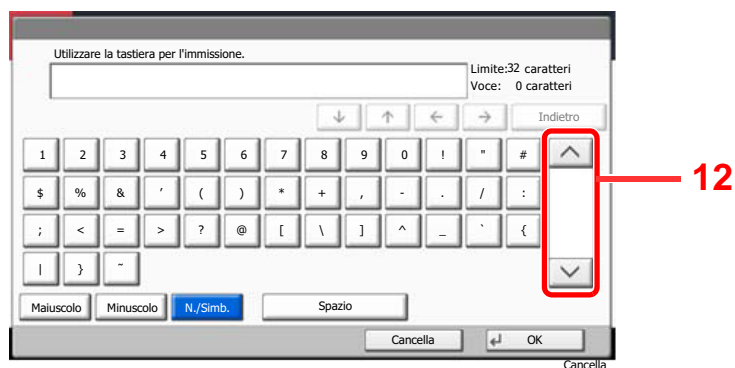 Utilizzare la tastiera per l'immissione.
Limite:32 caratteri
Voce: 0 caratteri
↓ ↑ ← → Indietro
1 2 3 4 5 6 7 8 9 0 ! " #
$ % & ' ( ) * + , - . / :
; < = > ? @ [ \ ] ^ _ ` {
| } ~
12
Maiuscolo Minuscolo N./Simb. Spazio
Cancella OK
Cancella